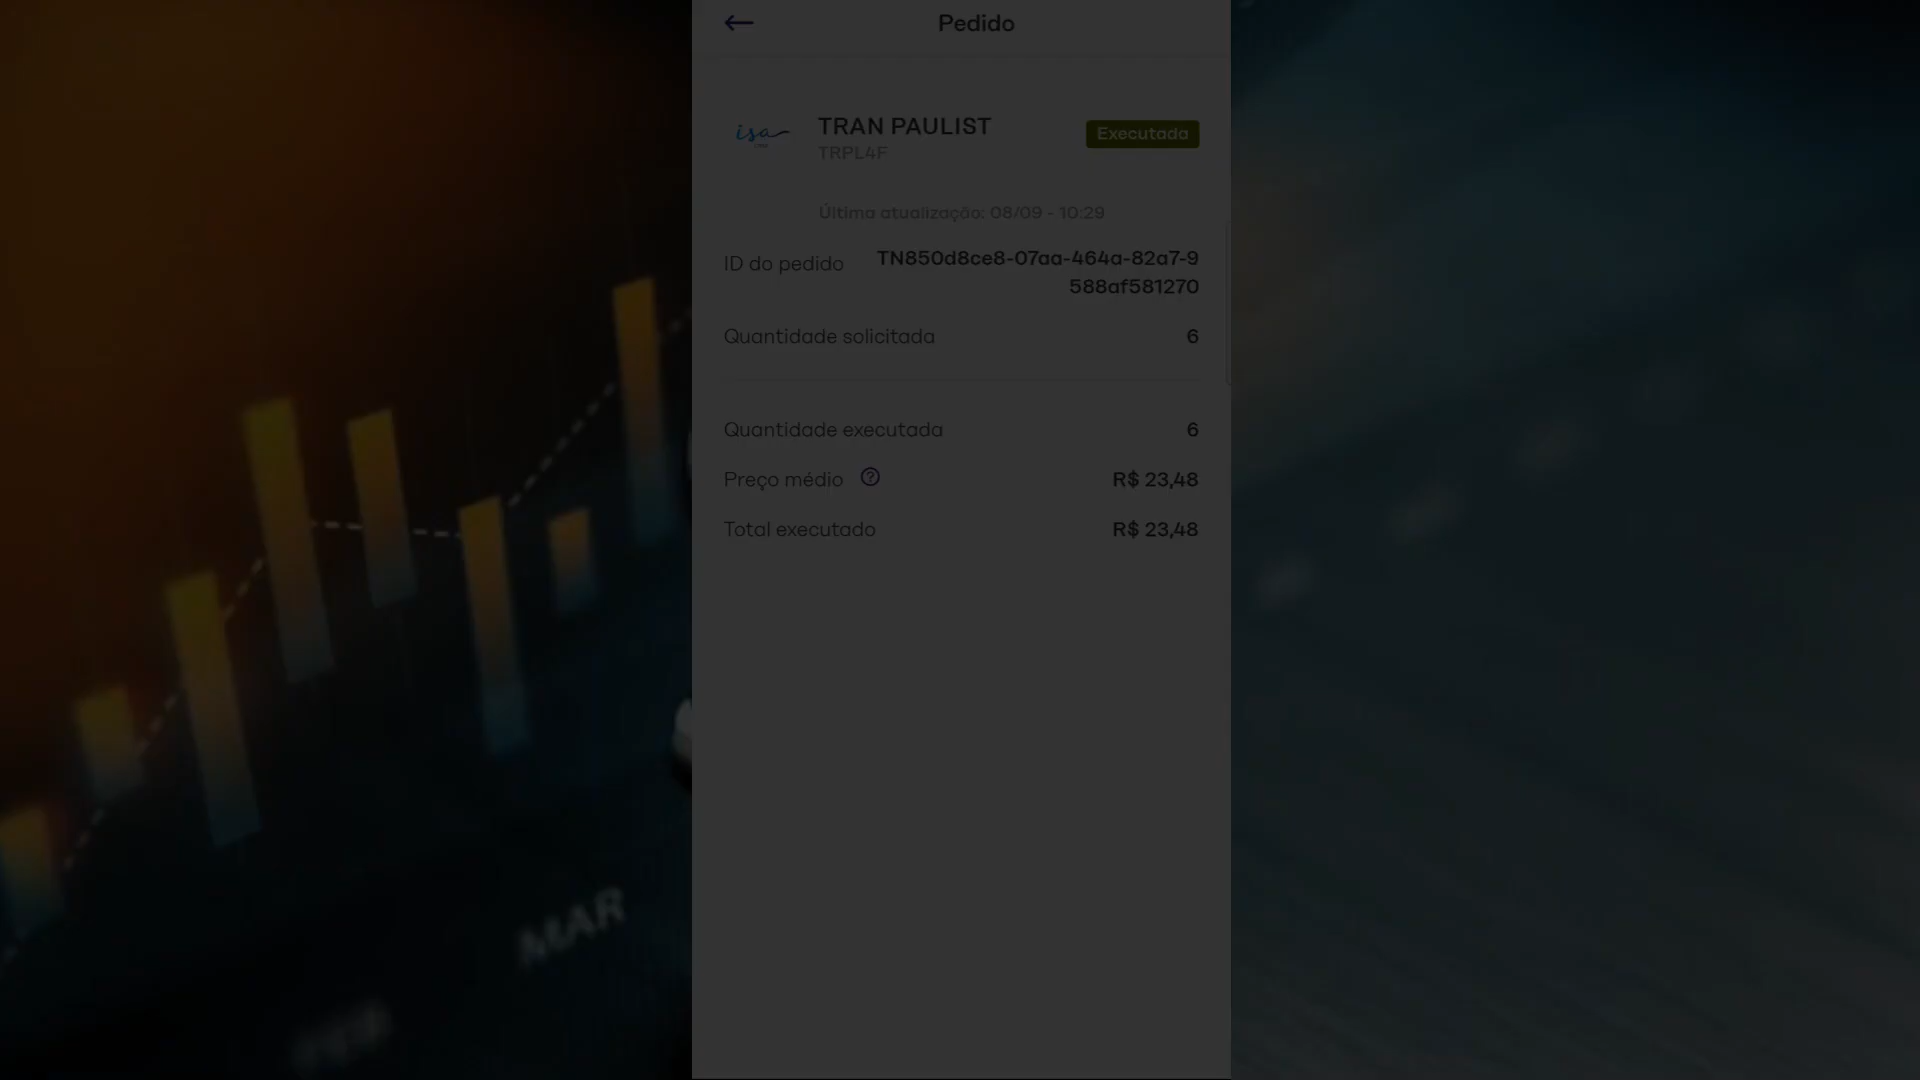 Pedido
isa
TRAN PAULIST
Executada
TRPL4F
Última atualização: 08/09 - 10:29
ID do pedido
TN850d8ce8-07aa-464a-82a7-9
588af581270
Quantidade solicitada
6
Quantidade executada
6
Preço médio
?
R$ 23,48
Total executado
R$ 23,48
MAR